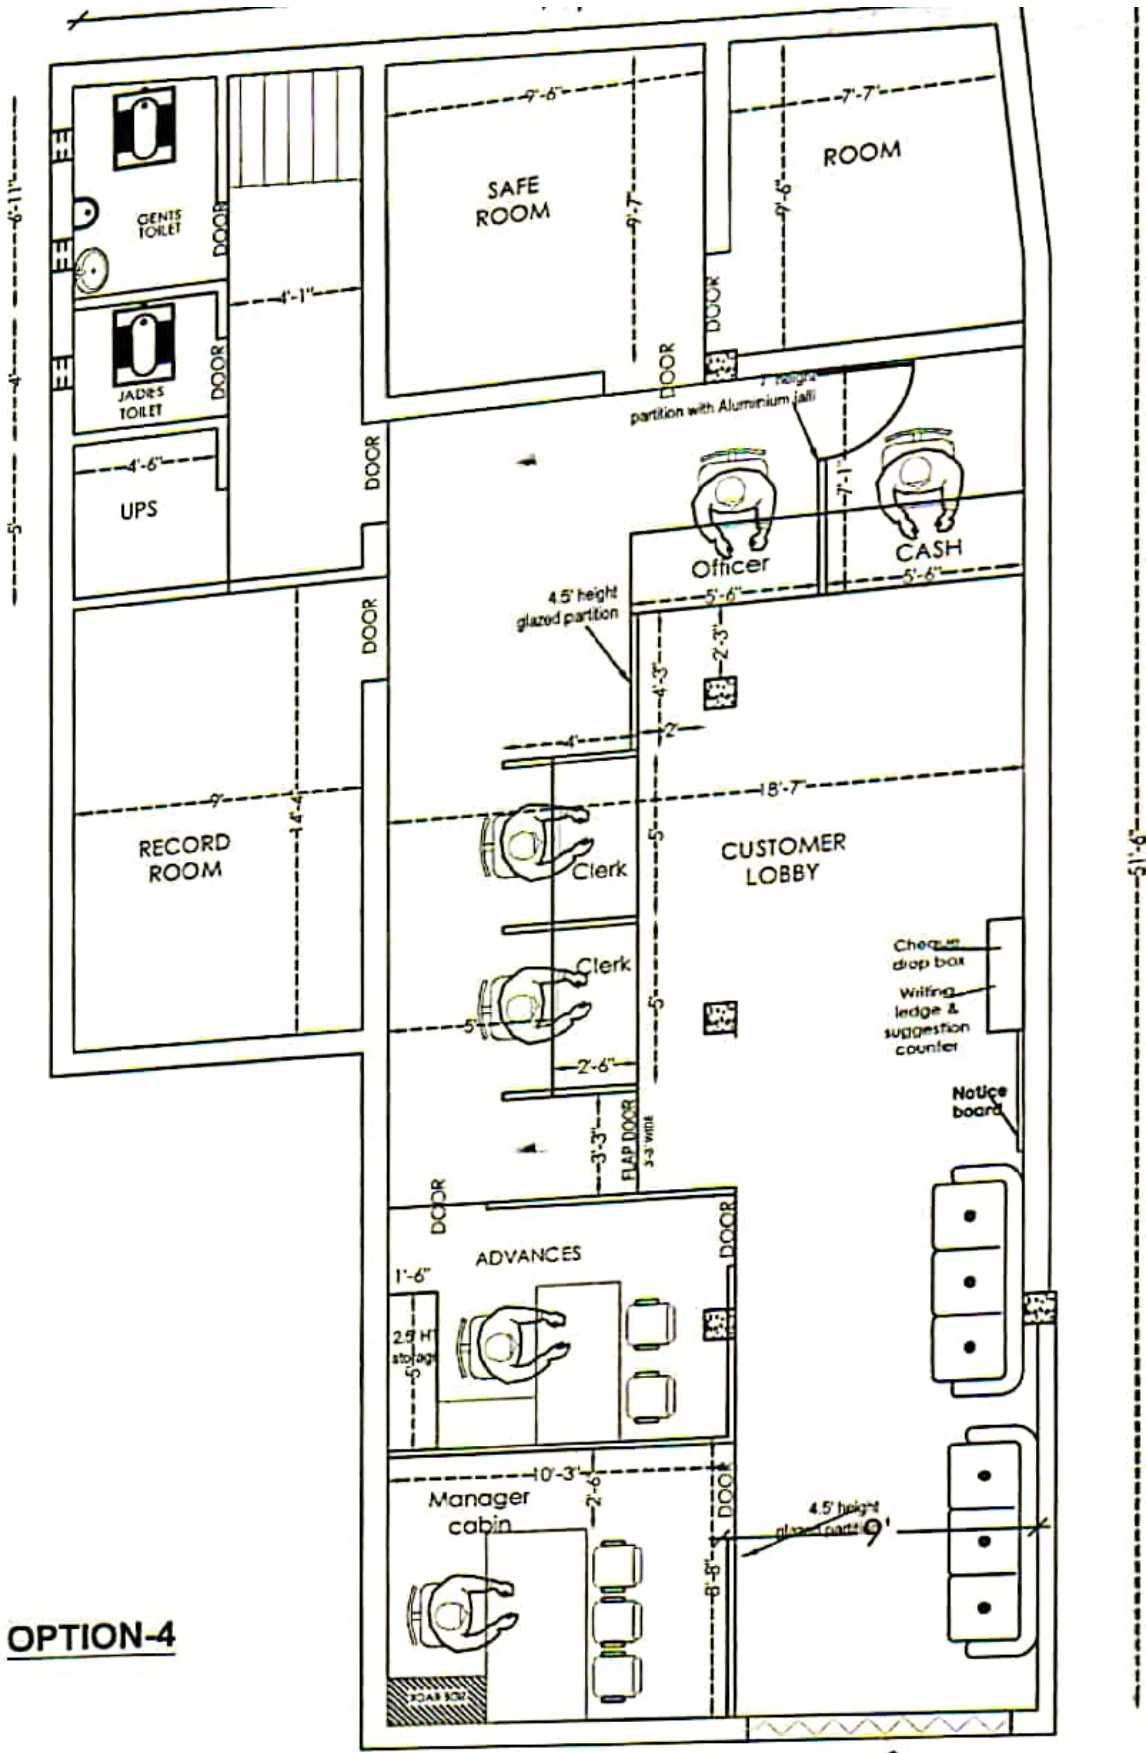 9'-6"
7'-7"
ROOM
SAFE
ROOM
9'-7"
9'-6"
6'-11"
GENTS
TOILET
DOOR
4'-1"
DOOR
DOOR
4'
JADIES
TOILET
DOOR
7' height
partition with Aluminium jalli
4'-6"
DOOR
7'-1"
UPS
5'
Officer
CASH
5'-6"
5'-6"
4.5' height
glazed partition
DOOR
2'-3"
4'-3"
4'
2'
18'-7"
9'
14'-4
RECORD
ROOM
5'
CUSTOMER
LOBBY
Clerk
51'-6"
Cheque
drop box
Clerk
Writing
ledge &
suggestion
counter
5'
5'
2'-6"
Notice
board
3'-3"
FLAP DOOR
3'-3' WIDE
DOOR
DOOR
ADVANCES
1'-6"
2.5' HT
storage
5'
10'-3"
2'-6"
DOOR
Manager
cabin
4.5' height
glazed partition
9'
8'-8"
OPTION-4